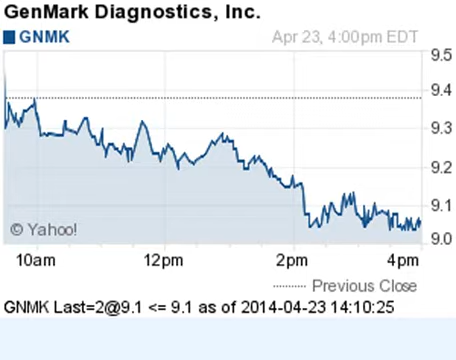 GenMark Diagnostics, Inc.
GNMK Apr 23, 4:00pm EDT
9.5
9.4
9.3
9.2
9.1
9.0
© Yahoo!
10am 12pm 2pm 4pm
Previous Close
GNMK Last=2@9.1 <= 9.1 as of 2014-04-23 14:10:25